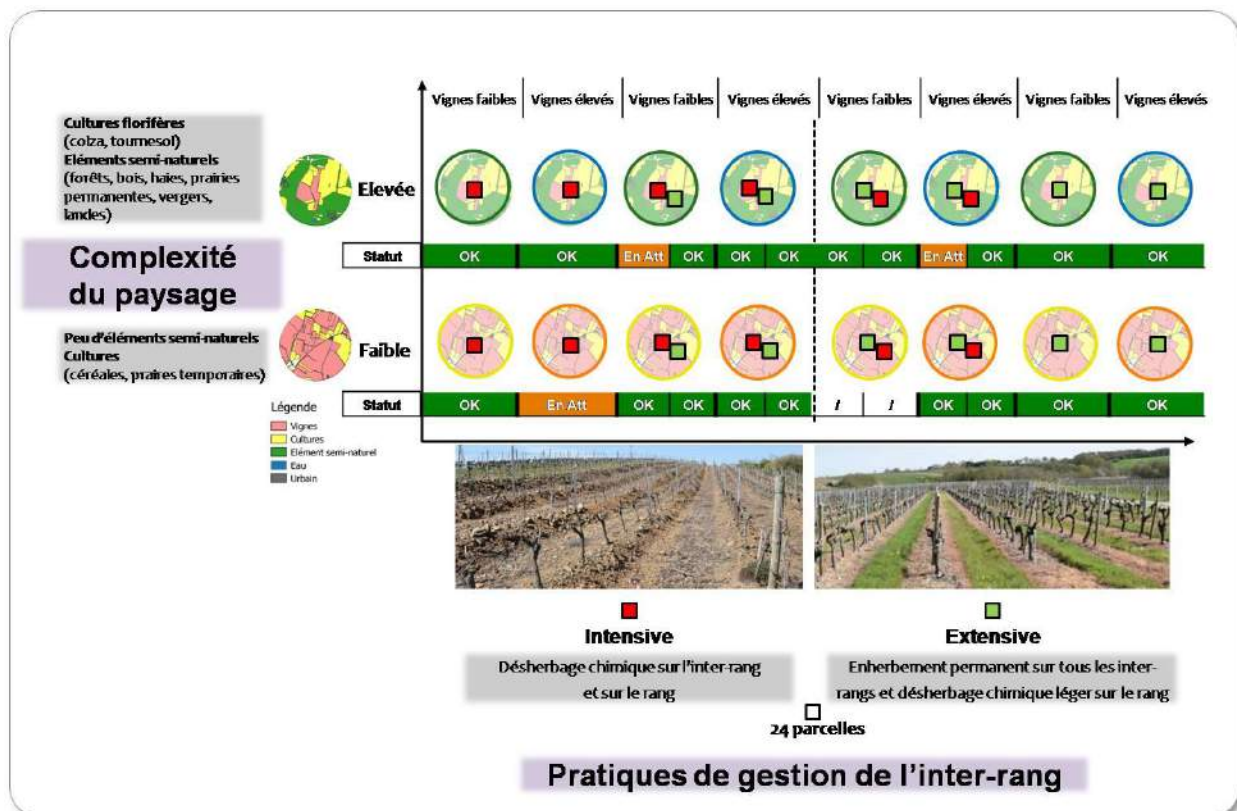 Vignes faibles Vignes élevés Vignes faibles Vignes élevés Vignes faibles Vignes élevés Vignes faibles Vignes élevés
Cultures florifères
(colza, tournesol)
Eléments semi-naturels
(forêts, bois, haies, prairies
permanentes, vergers,
landes)
Elevée
Statut OK OK En Att OK OK OK OK OK En Att OK OK OK
Complexité
du paysage
Peu d'éléments semi-naturels
Cultures
(céréales, praires temporaires)
Faible
Statut OK En Att OK OK OK OK / / OK OK OK OK
Légende
Vignes
Cultures
Elément semi-naturel
Eau
Urbain
Intensive
Désherbage chimique sur l'inter-rang
et sur le rang
Extensive
Enherbement permanent sur tous les inter-
rangs et désherbage chimique léger sur le rang
24 parcelles
Pratiques de gestion de l'inter-rang